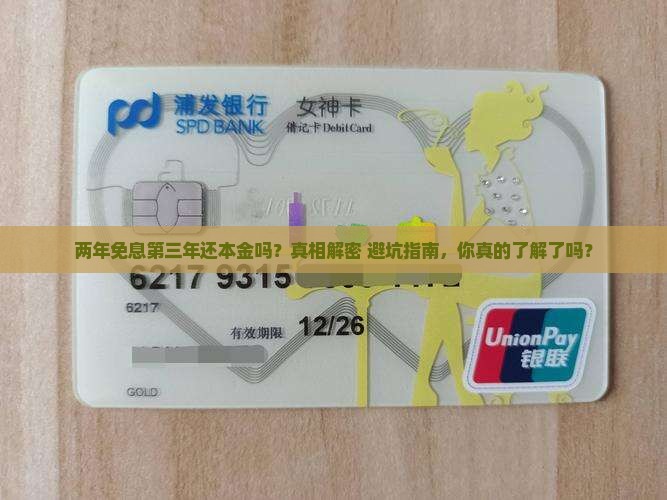 浦发银行
SPD BANK
女神卡
借记卡 Debit Card
两年免息第三年还本金吗？真相解密 避坑指南，你真的了解了吗？
6217 9315
6217
有效期限 12/26
GOLD
UnionPay
银联